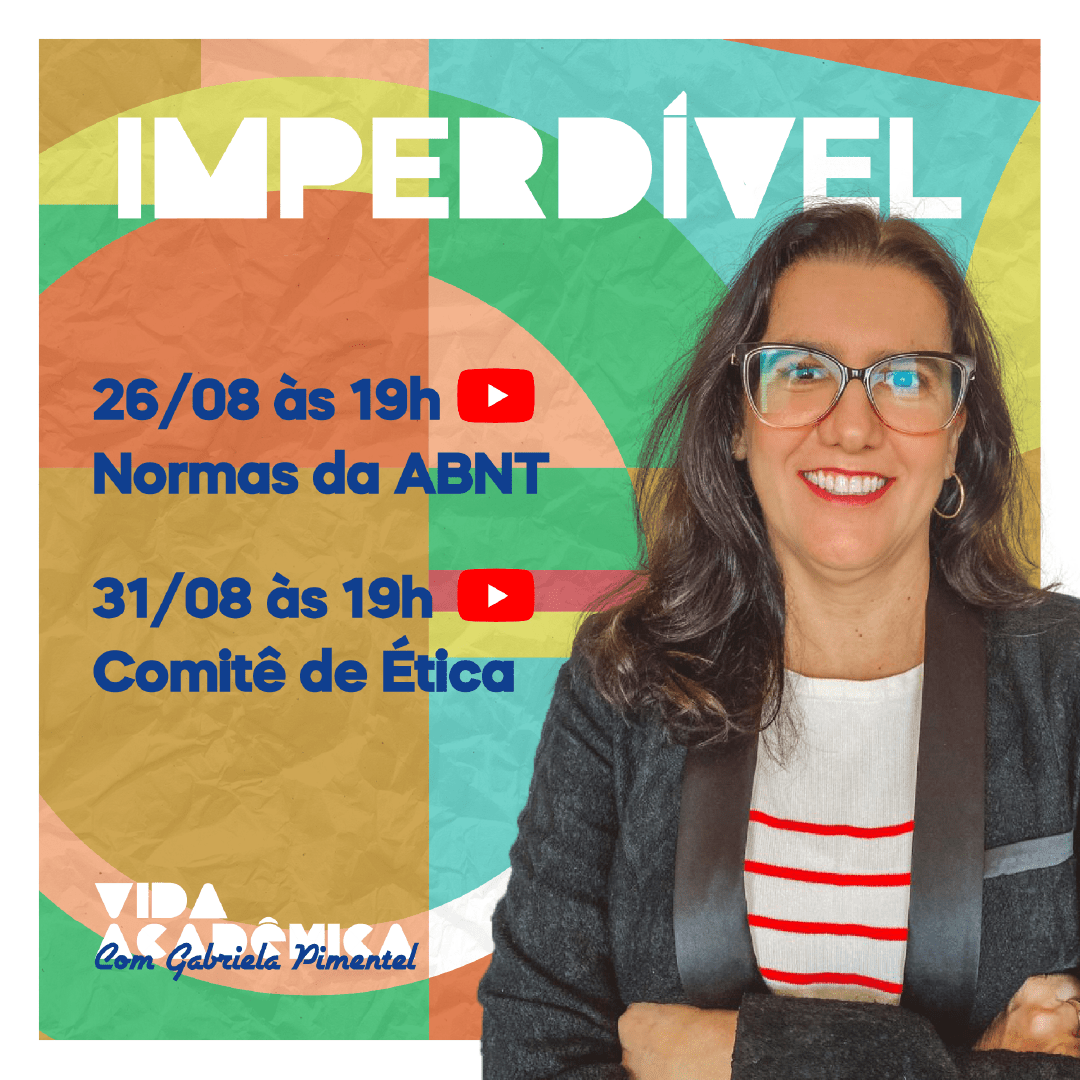 IMPERDÍVEL
26/08 às 19h
Normas da ABNT
31/08 às 19h
Comitê de Ética
VIDA
ACADÊMICA
Com Gabriela Pimentel